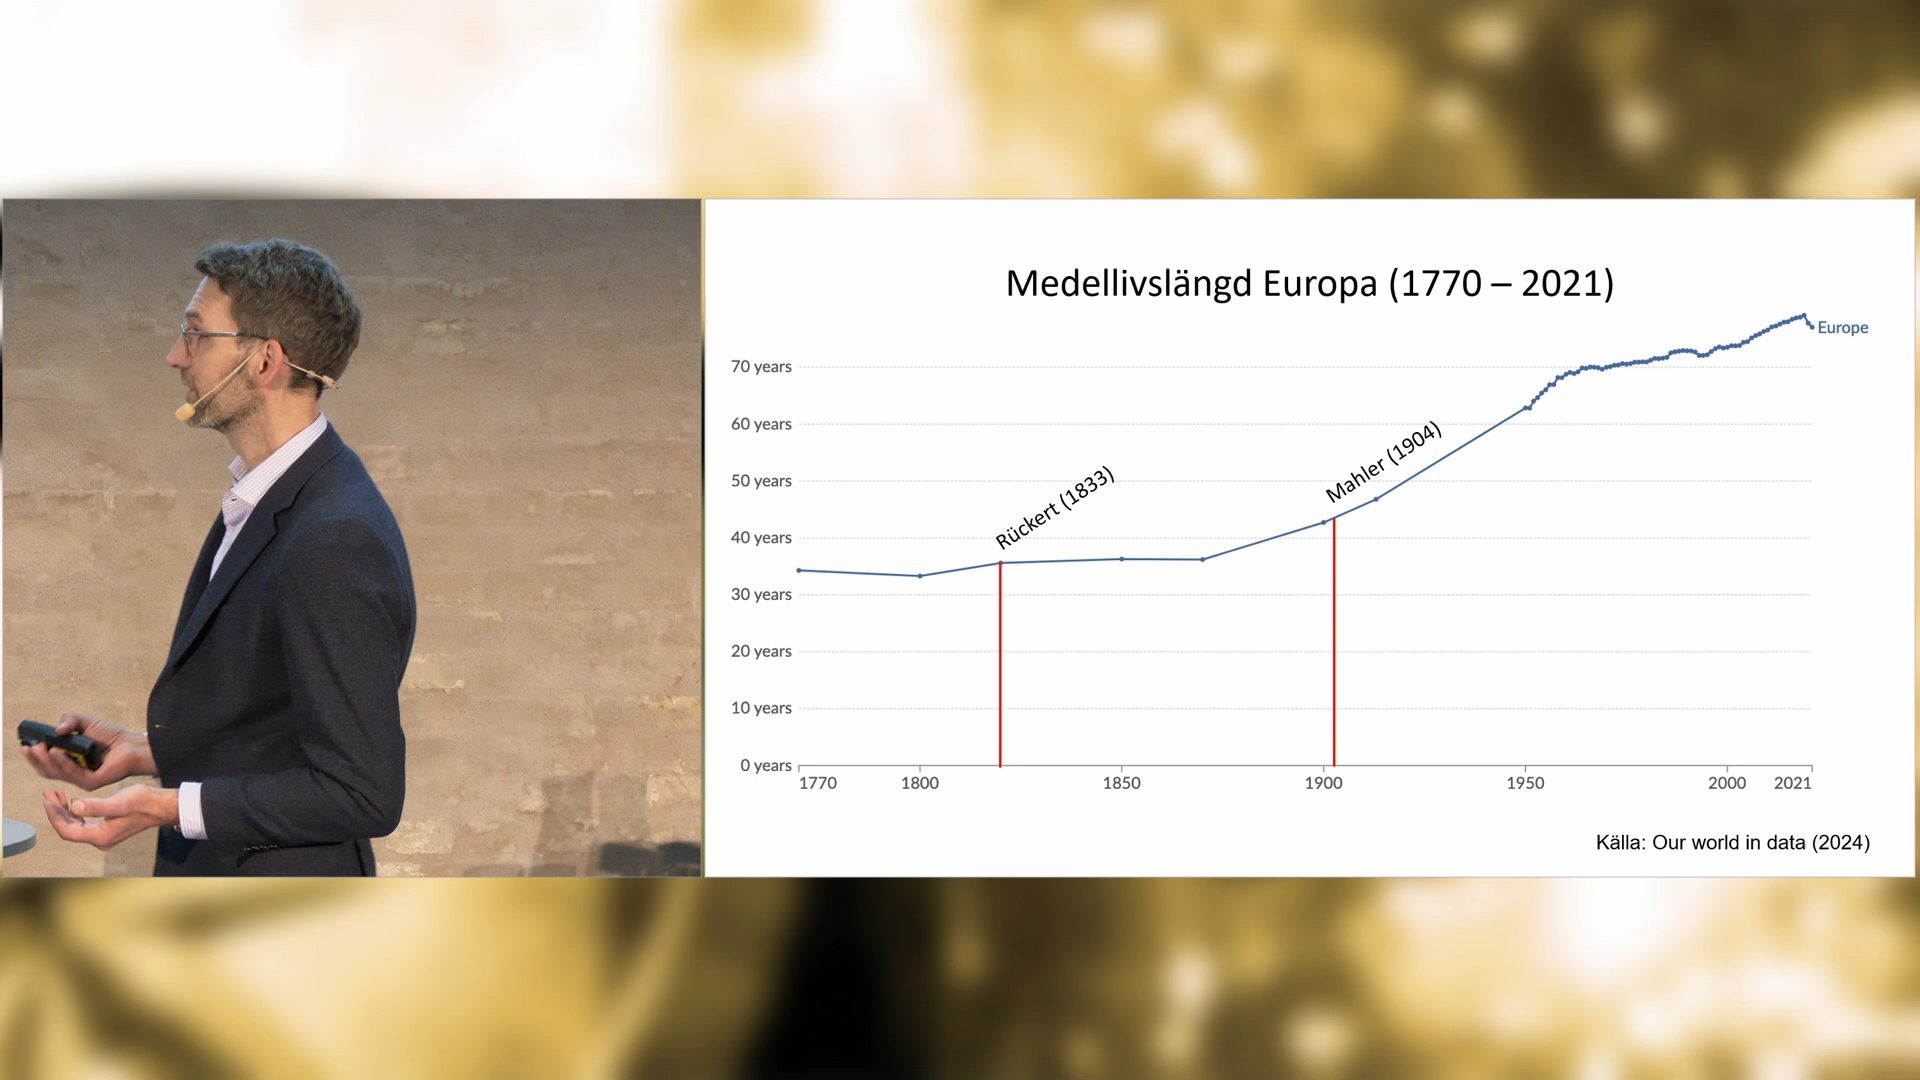 Medellivslängd Europa (1770 – 2021)
Europe
70 years
60 years
50 years
40 years
30 years
20 years
10 years
0 years
Rückert (1833)
Mahler (1904)
1770
1800
1850
1900
1950
2000
2021
Källa: Our world in data (2024)